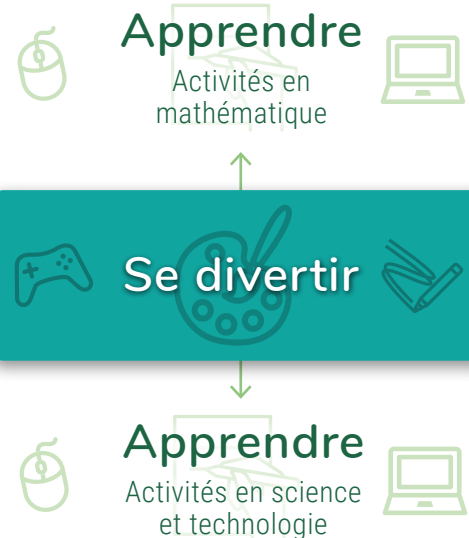 Apprendre
Activités en
mathématique
Se divertir
Apprendre
Activités en science
et technologie